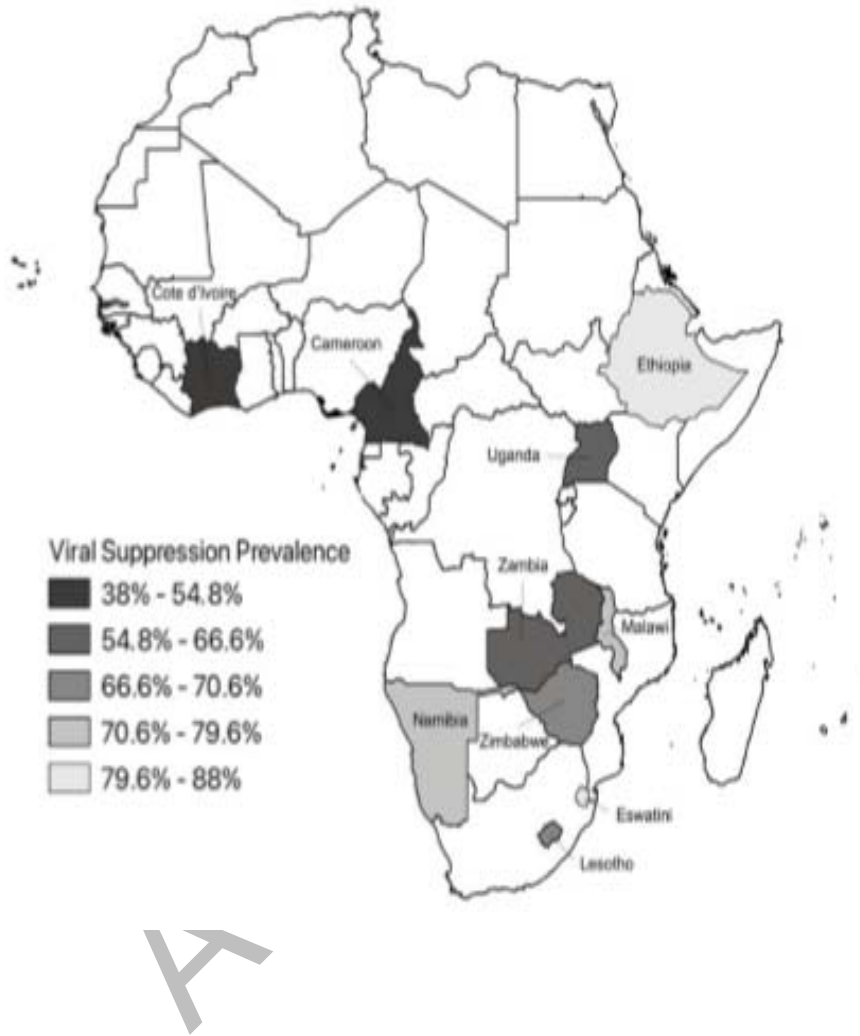 Cote d'Ivoire
Cameroon
Ethiopia
Uganda
Viral Suppression Prevalence
38% - 54.8%
54.8% - 66.6%
66.6% - 70.6%
70.6% - 79.6%
79.6% - 88%
Zambia
Malawi
Namibia
Zimbabwe
Eswatini
Lesotho
A